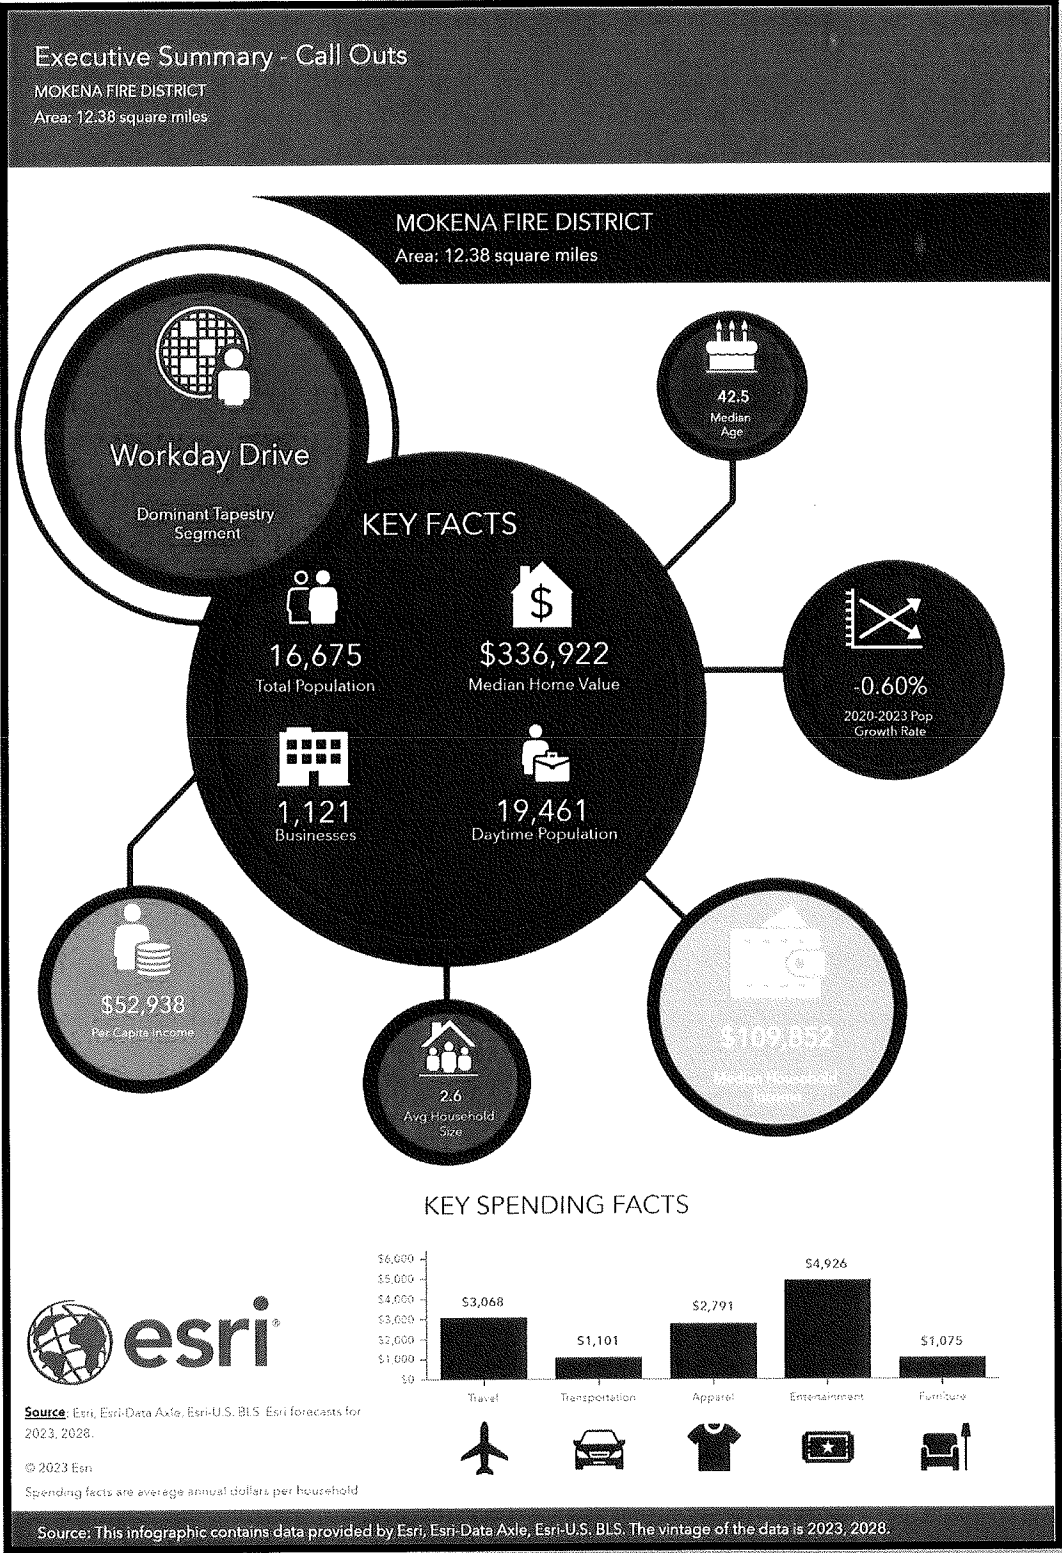 Executive Summary - Call Outs
MOKENA FIRE DISTRICT
Area: 12.38 square miles
MOKENA FIRE DISTRICT
Area: 12.38 square miles
Workday Drive
Dominant Tapestry
Segment
42.5
Median
Age
KEY FACTS
$
16,675
Total Population
$336,922
Median Home Value
1,121
Businesses
19,461
Daytime Population
-0.60%
2020-2023 Pop
Growth Rate
$52,938
Per Capita Income
2.6
Avg Household
Size
$109,852
Median Household
Income
KEY SPENDING FACTS
$6,000
$5,000
$4,000
$3,000
$2,000
$1,000
$0
$3,068
$1,101
$2,791
$4,926
$1,075
Travel
Transportation
Apparel
Entertainment
Furniture
esri®
Source: Esri, Esri-Data Axle, Esri-U.S. BLS. Esri forecasts for
2023, 2028.
© 2023 Esri
Spending facts are average annual dollars per household
Source: This infographic contains data provided by Esri, Esri-Data Axle, Esri-U.S. BLS. The vintage of the data is 2023, 2028.